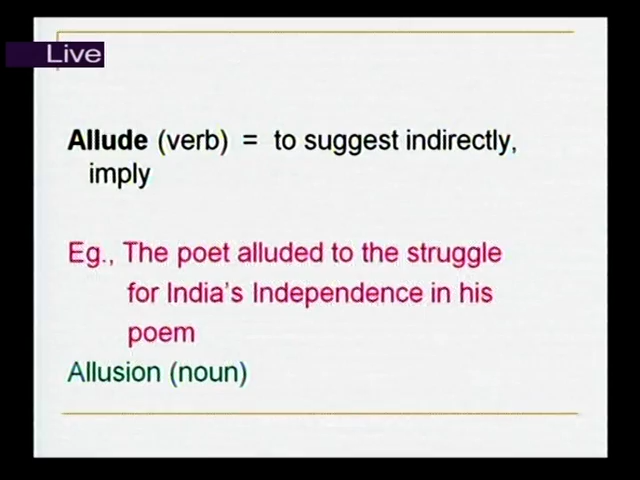 Live
Allude (verb) = to suggest indirectly,
imply
Eg., The poet alluded to the struggle
for India's Independence in his
poem
Allusion (noun)